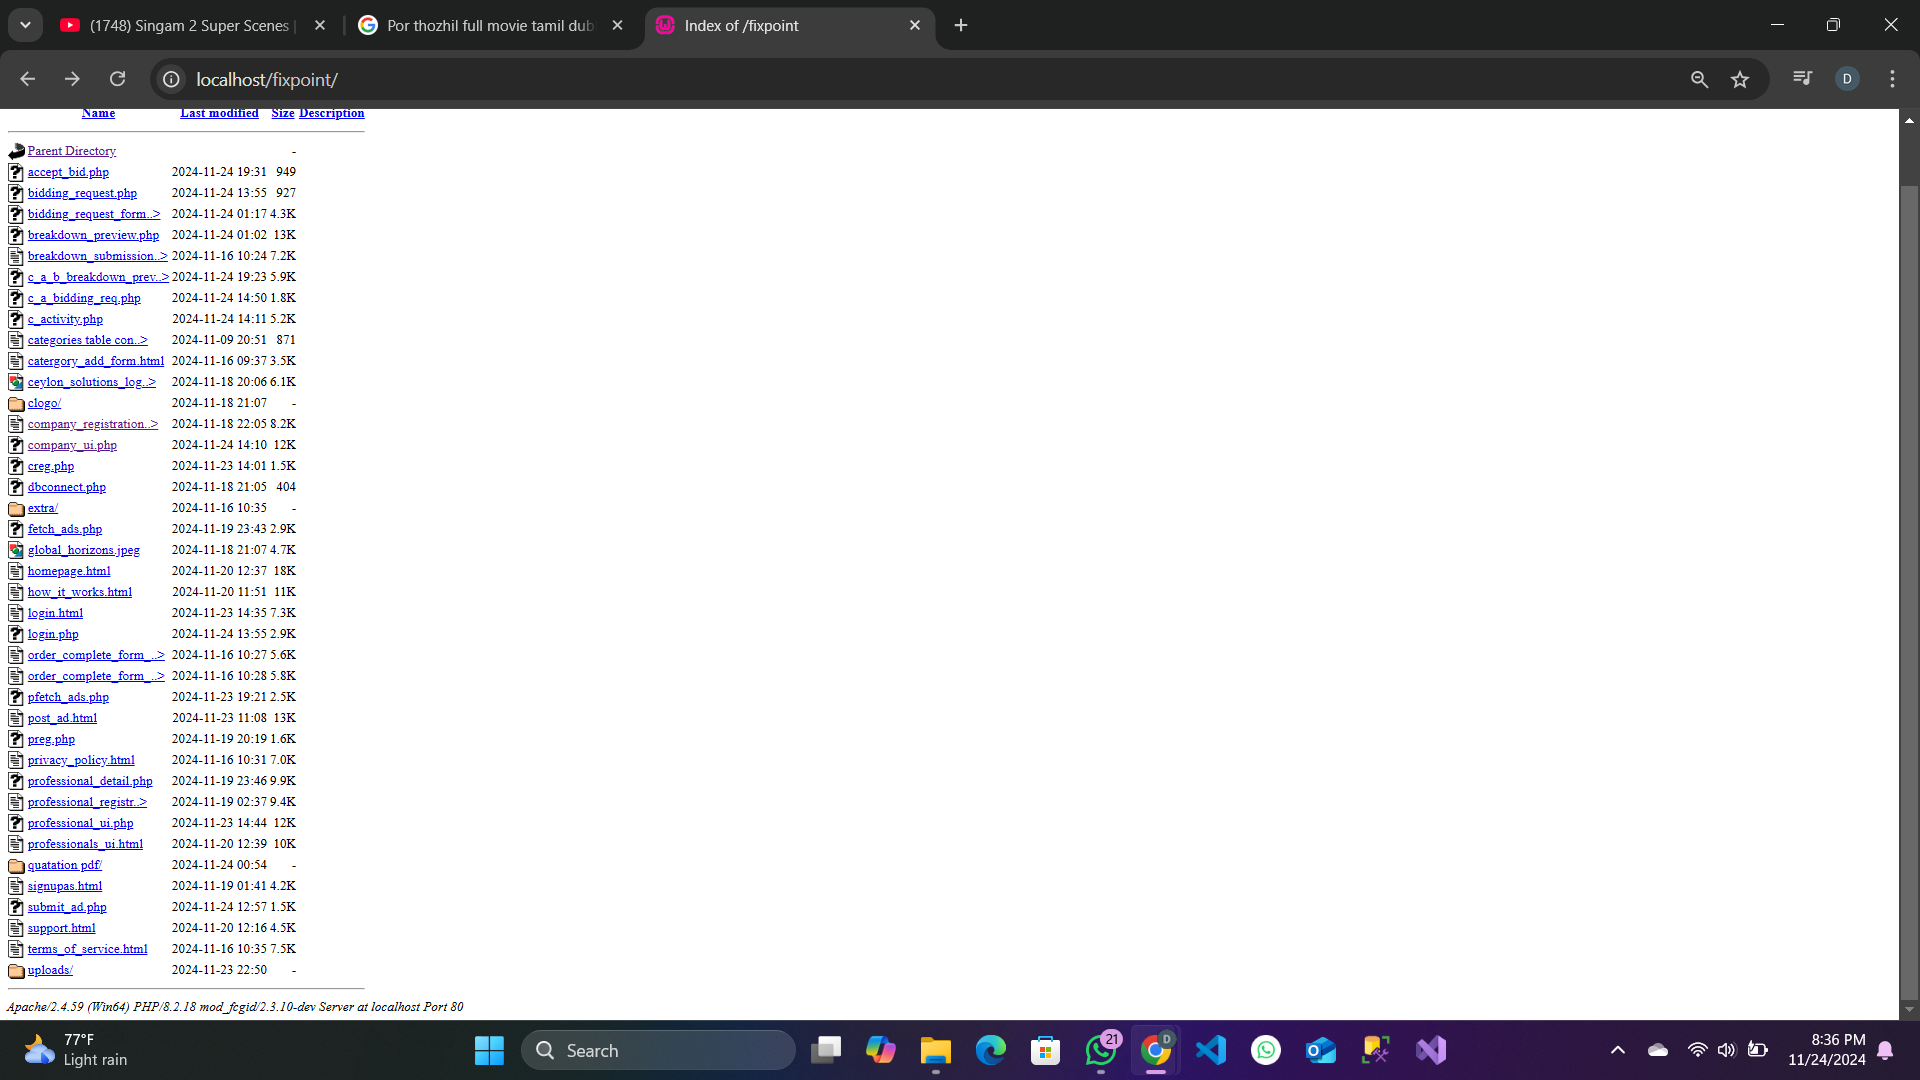 (1748) Singam 2 Super Scenes |
Por thozhil full movie tamil dub
Index of /fixpoint
localhost/fixpoint/
D
Name Last modified Size Description
Parent Directory -
accept_bid.php 2024-11-24 19:31 949
bidding_request.php 2024-11-24 13:55 927
bidding_request_form..> 2024-11-24 01:17 4.3K
breakdown_preview.php 2024-11-24 01:02 13K
breakdown_submission..> 2024-11-16 10:24 7.2K
c_a_b_breakdown_prev..> 2024-11-24 19:23 5.9K
c_a_bidding_req.php 2024-11-24 14:50 1.8K
c_activity.php 2024-11-24 14:11 5.2K
categories table con..> 2024-11-09 20:51 871
catergory_add_form.html 2024-11-16 09:37 3.5K
ceylon_solutions_log..> 2024-11-18 20:06 6.1K
clogo/ 2024-11-18 21:07 -
company_registration..> 2024-11-18 22:05 8.2K
company_ui.php 2024-11-24 14:10 12K
creg.php 2024-11-23 14:01 1.5K
dbconnect.php 2024-11-18 21:05 404
extra/ 2024-11-16 10:35 -
fetch_ads.php 2024-11-19 23:43 2.9K
global_horizons.jpeg 2024-11-18 21:07 4.7K
homepage.html 2024-11-20 12:37 18K
how_it_works.html 2024-11-20 11:51 11K
login.html 2024-11-23 14:35 7.3K
login.php 2024-11-24 13:55 2.9K
order_complete_form_..> 2024-11-16 10:27 5.6K
order_complete_form_..> 2024-11-16 10:28 5.8K
pfetch_ads.php 2024-11-23 19:21 2.5K
post_ad.html 2024-11-23 11:08 13K
preg.php 2024-11-19 20:19 1.6K
privacy_policy.html 2024-11-16 10:31 7.0K
professional_detail.php 2024-11-19 23:46 9.9K
professional_registr..> 2024-11-19 02:37 9.4K
professional_ui.php 2024-11-23 14:44 12K
professionals_ui.html 2024-11-20 12:39 10K
quatation pdf/ 2024-11-24 00:54 -
signupas.html 2024-11-19 01:41 4.2K
submit_ad.php 2024-11-24 12:57 1.5K
support.html 2024-11-20 12:16 4.5K
terms_of_service.html 2024-11-16 10:35 7.5K
uploads/ 2024-11-23 22:50 -
Apache/2.4.59 (Win64) PHP/8.2.18 mod_fcgid/2.3.10-dev Server at localhost Port 80
77°F
Light rain
Search
21
D
8:36 PM
11/24/2024